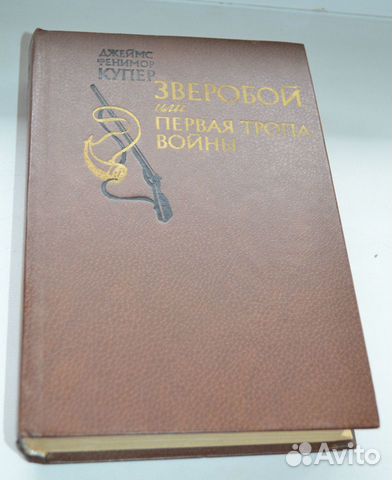 ДЖЕЙМС
ФЕНИМОР
КУПЕР
ЗВЕРОБОЙ,
или
ПЕРВАЯ ТРОПА
ВОЙНЫ
Avito